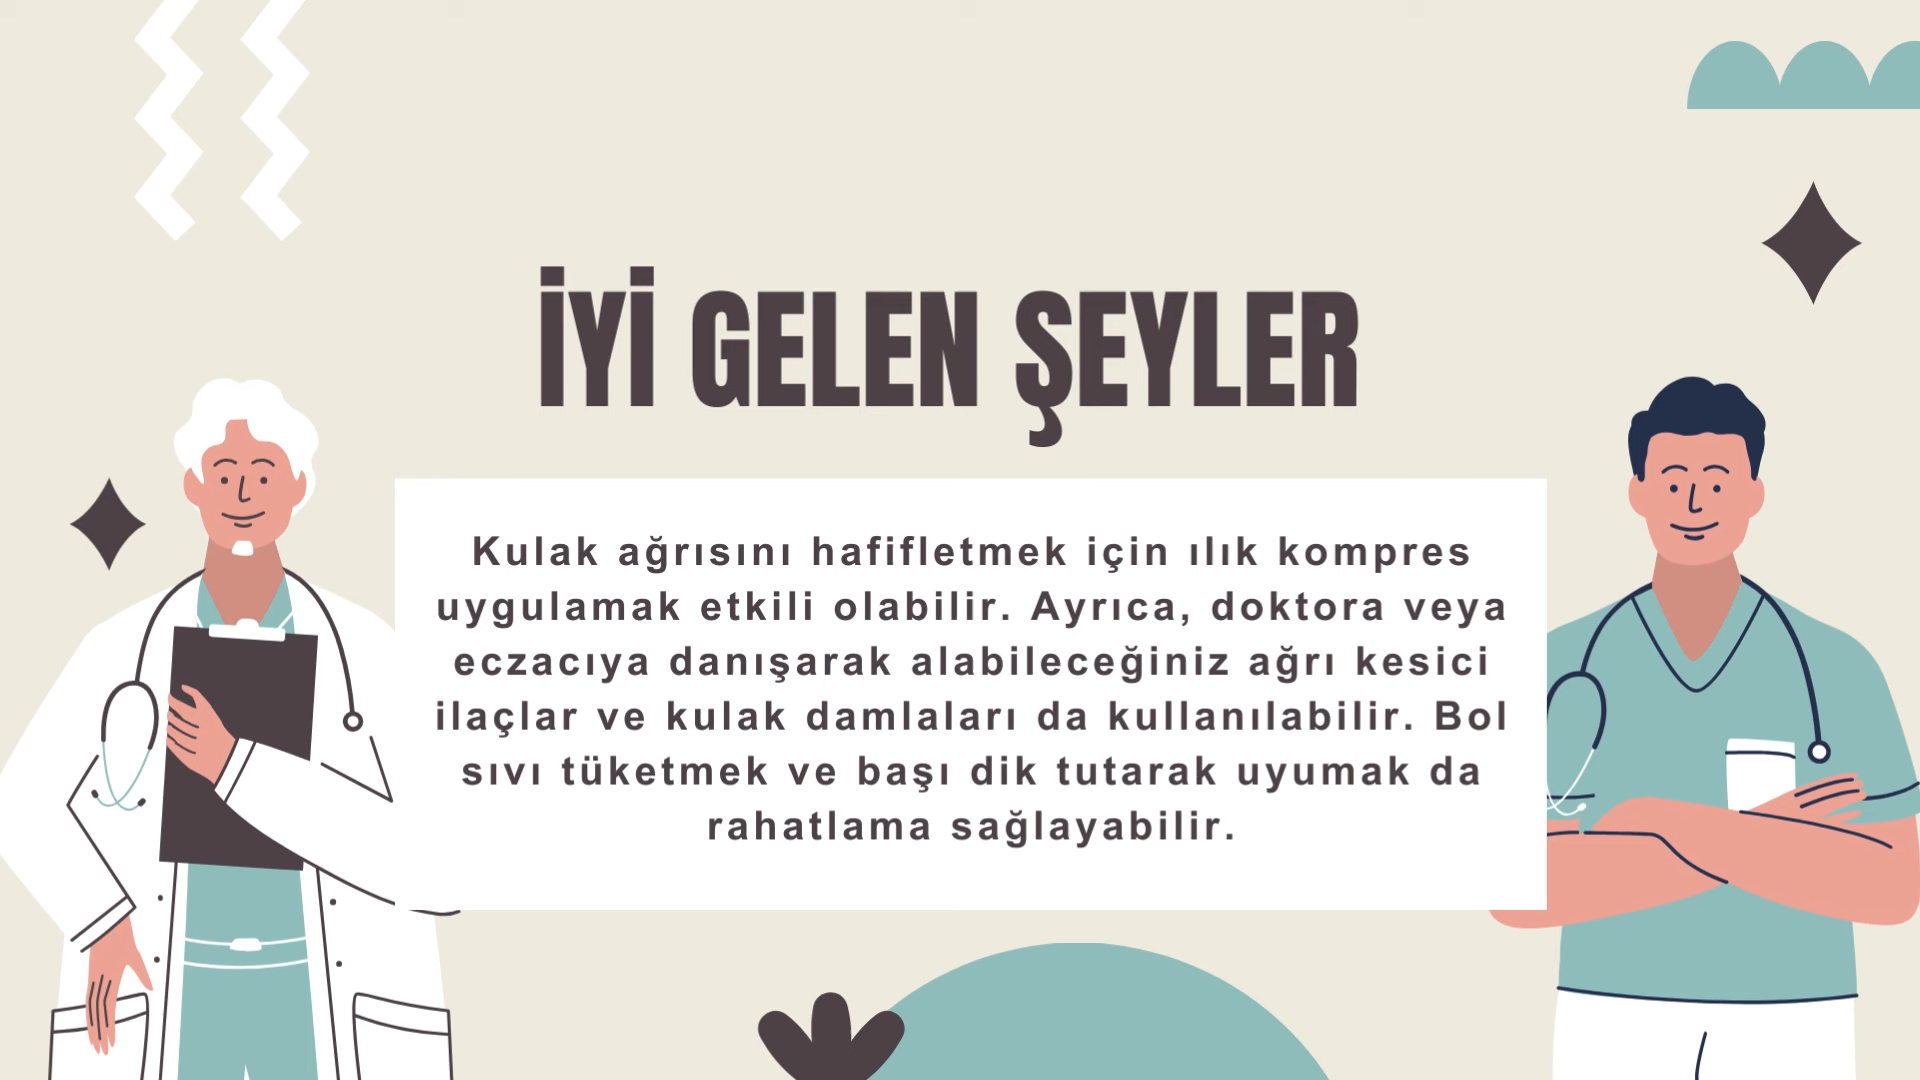 İYİ GELEN ŞEYLER
Kulak ağrısını hafifletmek için ılık kompres
uygulamak etkili olabilir. Ayrıca, doktora veya
eczacıya danışarak alabileceğiniz ağrı kesici
ilaçlar ve kulak damlaları da kullanılabilir. Bol
sıvı tüketmek ve başı dik tutarak uyumak da
rahatlama sağlayabilir.